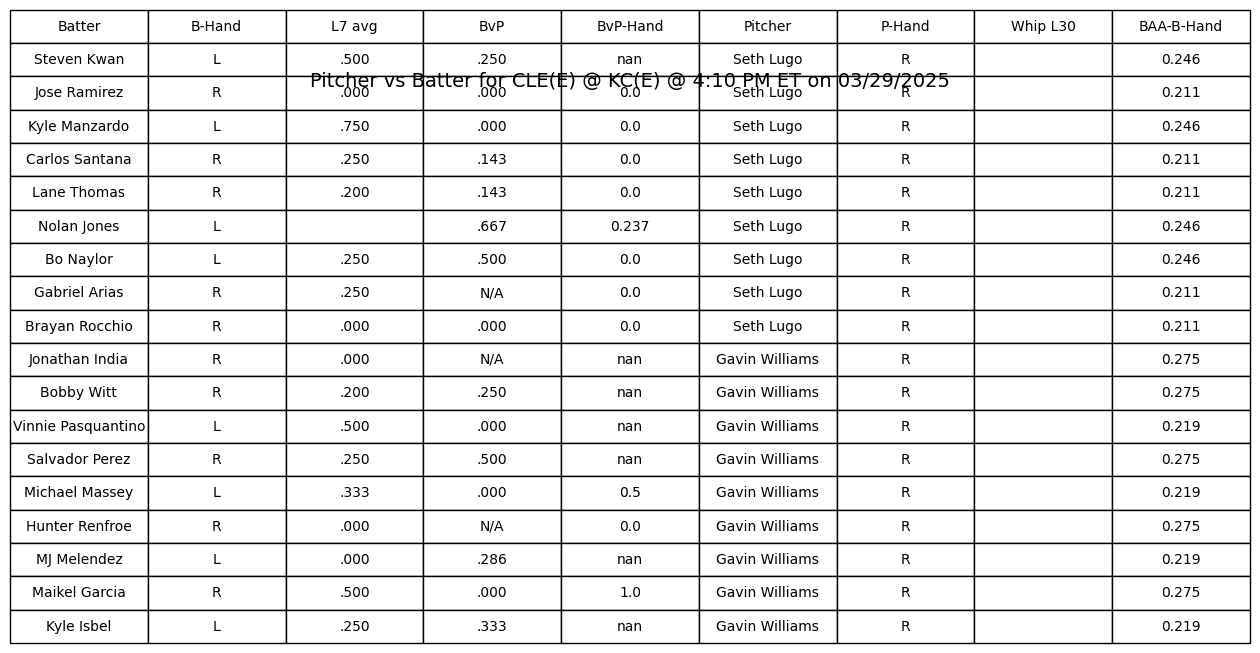 Batter B-Hand L7 avg BvP BvP-Hand Pitcher P-Hand Whip L30 BAA-B-Hand
Steven Kwan L .500 .250 nan Seth Lugo R 0.246
Pitcher vs Batter for CLE(E) @ KC(E) @ 4:10 PM ET on 03/29/2025
Jose Ramirez R .000 .000 0.0 Seth Lugo R 0.211
Kyle Manzardo L .750 .000 0.0 Seth Lugo R 0.246
Carlos Santana R .250 .143 0.0 Seth Lugo R 0.211
Lane Thomas R .200 .143 0.0 Seth Lugo R 0.211
Nolan Jones L .667 0.237 Seth Lugo R 0.246
Bo Naylor L .250 .500 0.0 Seth Lugo R 0.246
Gabriel Arias R .250 N/A 0.0 Seth Lugo R 0.211
Brayan Rocchio R .000 .000 0.0 Seth Lugo R 0.211
Jonathan India R .000 N/A nan Gavin Williams R 0.275
Bobby Witt R .200 .250 nan Gavin Williams R 0.275
Vinnie Pasquantino L .500 .000 nan Gavin Williams R 0.219
Salvador Perez R .250 .500 nan Gavin Williams R 0.275
Michael Massey L .333 .000 0.5 Gavin Williams R 0.219
Hunter Renfroe R .000 N/A 0.0 Gavin Williams R 0.275
MJ Melendez L .000 .286 nan Gavin Williams R 0.219
Maikel Garcia R .500 .000 1.0 Gavin Williams R 0.275
Kyle Isbel L .250 .333 nan Gavin Williams R 0.219